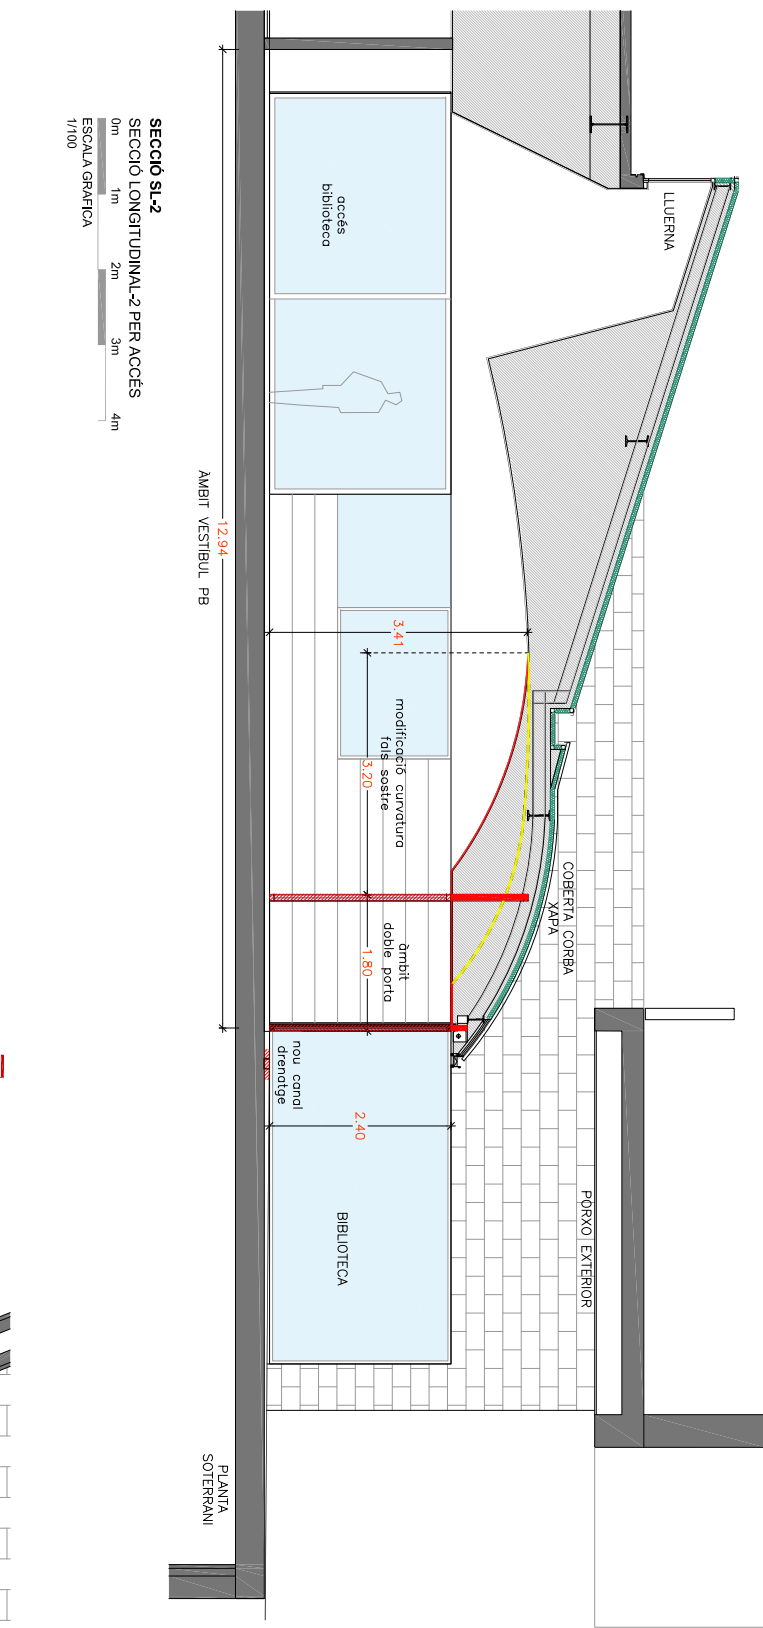 LLUERNA
accés
biblioteca
3.41
modificació curvatura
fals sostre
3.20
COBERTA CORBA
XAPA
àmbit
doble porta
1.80
nou canal
drenatge
2.40
BIBLIOTECA
PORXO EXTERIOR
12.94
ÀMBIT VESTÍBUL PB
PLANTA
SOTERRANI
SECCIÓ SL-2
SECCIÓ LONGITUDINAL-2 PER ACCÉS
0m 1m 2m 3m 4m
ESCALA GRAFICA
1/100